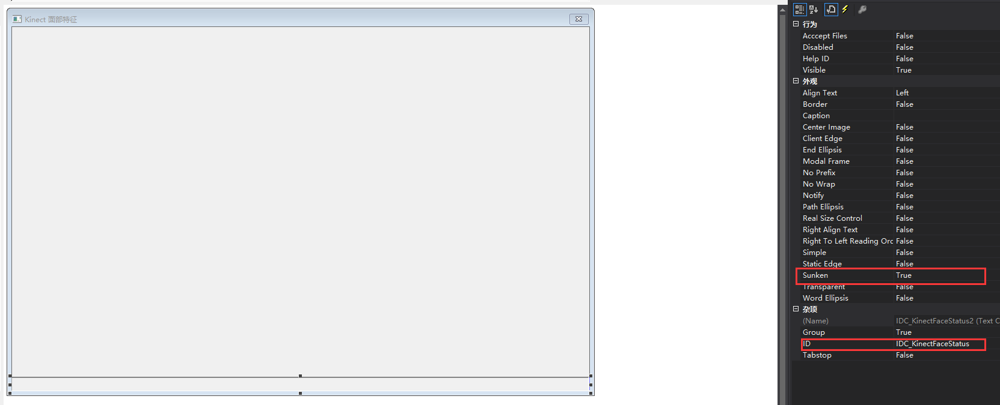 Kinect 面部特征
行为
Acccept Files False
Disabled False
Help ID False
Visible True
外观
Align Text Left
Border False
Caption
Center Image False
Client Edge False
End Ellipsis False
Modal Frame False
No Prefix False
No Wrap False
Notify False
Path Ellipsis False
Real Size Control False
Right Align Text False
Right To Left Reading Orc False
Simple False
Static Edge False
Sunken True
Transparent False
Word Ellipsis False
杂项
(Name) IDC_KinectFaceStatus2 (Text C
Group True
ID IDC_KinectFaceStatus
Tabstop False